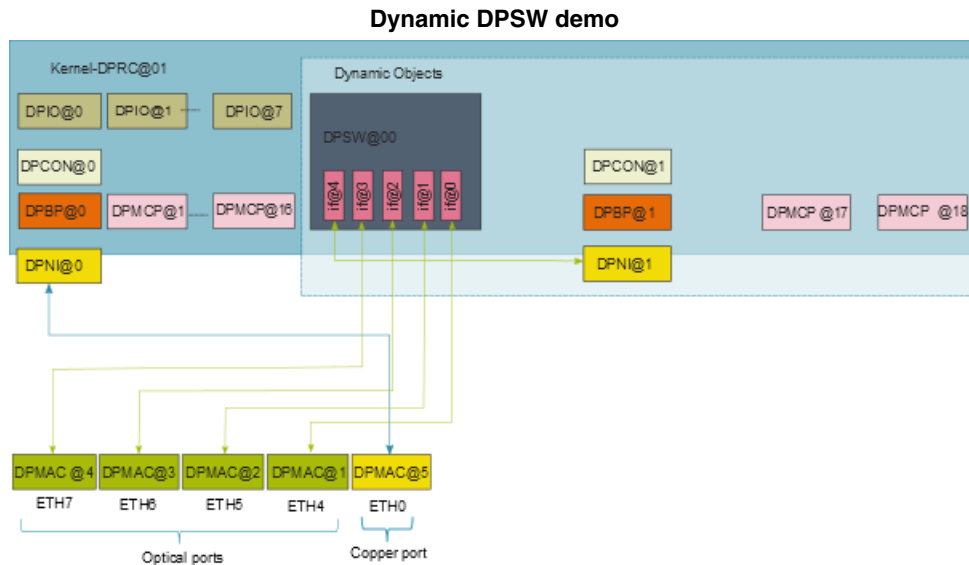 Dynamic DPSW demo
Kernel-DPRC@01
Dynamic Objects
DPIO@0
DPIO@1
DPIO@7
DPSW@00
DPCON@0
DPCON@1
if@4
if@3
if@2
if@1
if@0
DPBP@0
DPMCP@1
DPMCP@16
DPBP@1
DPMCP @17
DPMCP @18
DPNI@0
DPNI@1
DPMAC @4
DPMAC@3
DPMAC@2
DPMAC@1
DPMAC@5
ETH7
ETH6
ETH5
ETH4
ETH0
Optical ports
Copper port